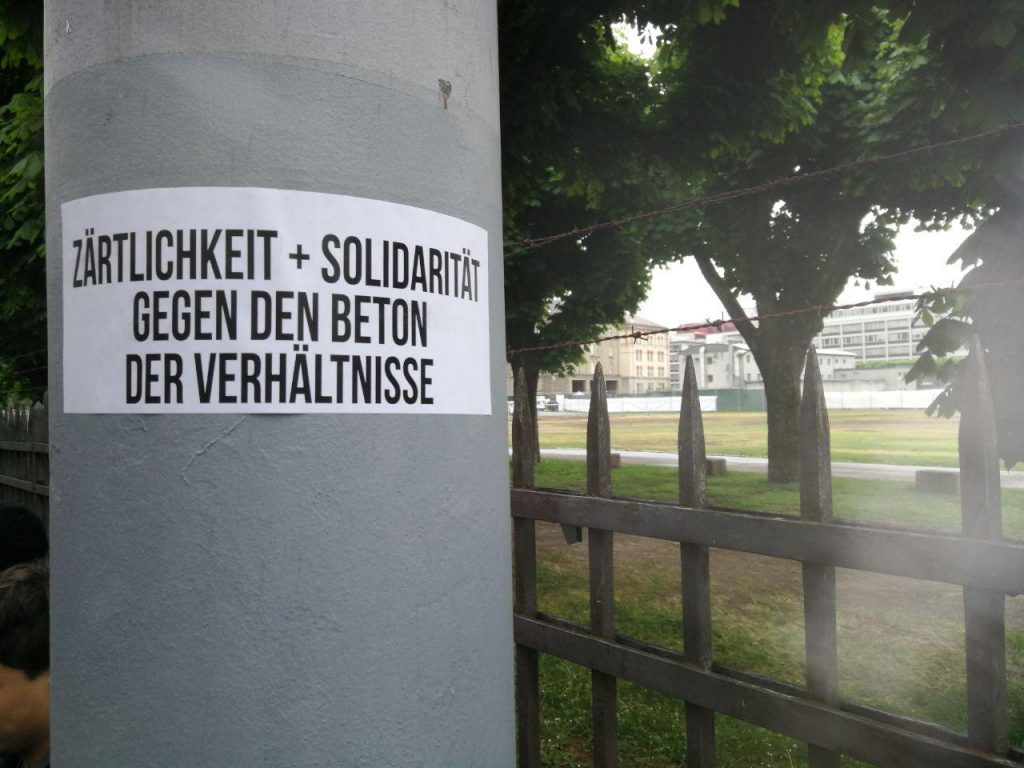 ZÄRTLICHKEIT + SOLIDARITÄT
GEGEN DEN BETON
DER VERHÄLTNISSE